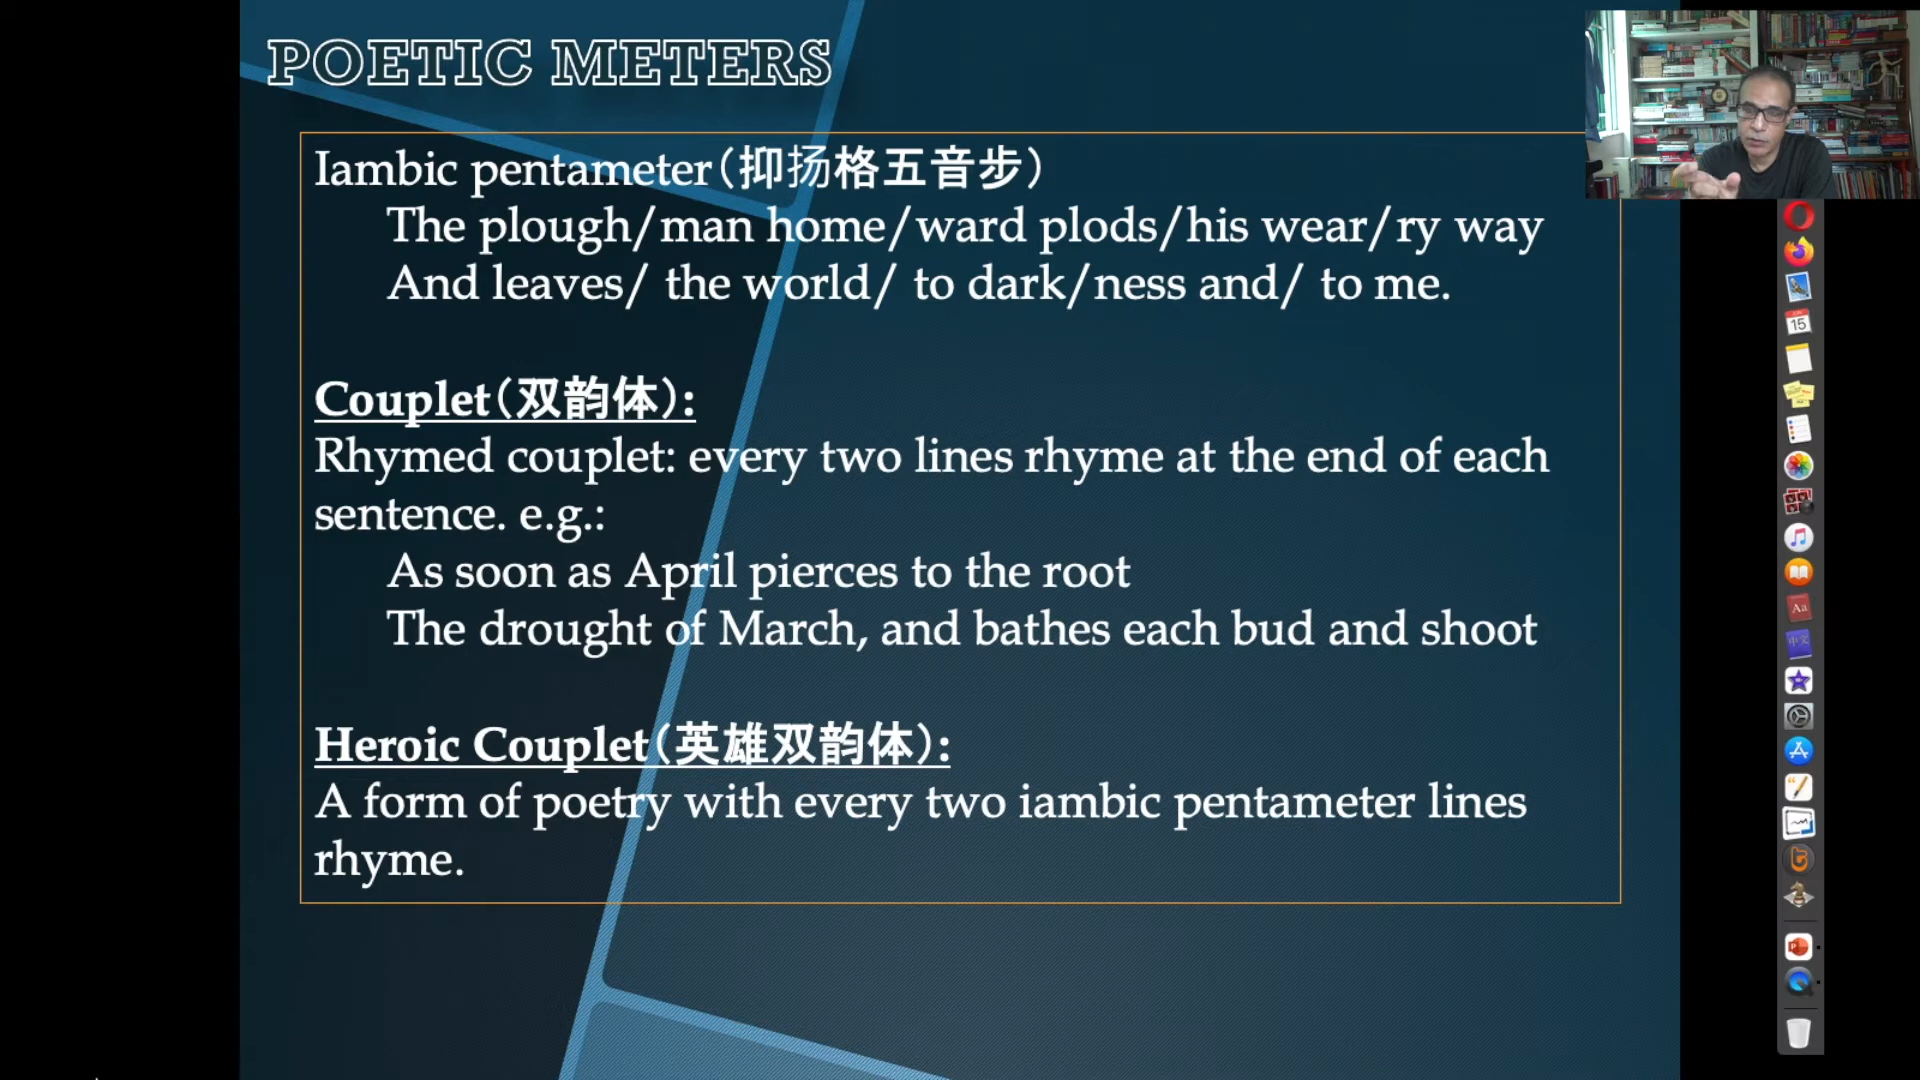 POETIC METERS
Iambic pentameter（抑扬格五音步）
The plough/man home/ward plods/his wear/ry way
And leaves/ the world/ to dark/ness and/ to me.
Couplet（双韵体）:
Rhymed couplet: every two lines rhyme at the end of each
sentence. e.g.:
As soon as April pierces to the root
The drought of March, and bathes each bud and shoot
Heroic Couplet（英雄双韵体）:
A form of poetry with every two iambic pentameter lines
rhyme.
15
Aa
中文